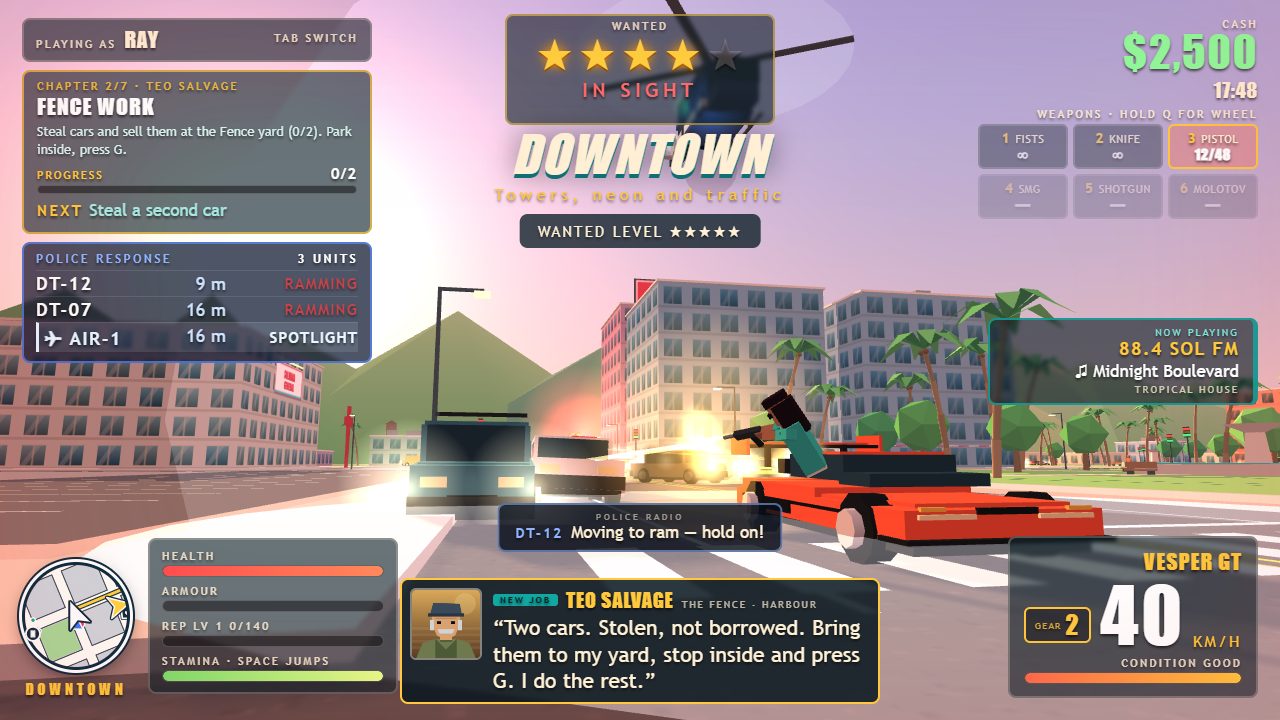 PLAYING AS RAY TAB SWITCH
CHAPTER 2/7 · TEO SALVAGE
FENCE WORK
Steal cars and sell them at the Fence yard (0/2). Park
inside, press G.
PROGRESS 0/2
NEXT Steal a second car
POLICE RESPONSE 3 UNITS
DT-12 9 m RAMMING
DT-07 16 m RAMMING
AIR-1 16 m SPOTLIGHT
WANTED
IN SIGHT
DOWNTOWN
Towers, neon and traffic
WANTED LEVEL ★★★★★
CASH
$2,500
17:48
WEAPONS · HOLD Q FOR WHEEL
1 FISTS 2 KNIFE 3 PISTOL
∞ ∞ 12/48
4 SMG 5 SHOTGUN 6 MOLOTOV
— — —
NOW PLAYING
88.4 SOL FM
♫ Midnight Boulevard
TROPICAL HOUSE
POLICE RADIO
DT-12 Moving to ram — hold on!
DOWNTOWN
HEALTH
ARMOUR
REP LV 1 0/140
STAMINA · SPACE JUMPS
NEW JOB TEO SALVAGE THE FENCE · HARBOUR
“Two cars. Stolen, not borrowed. Bring
them to my yard, stop inside and press
G. I do the rest.”
VESPER GT
GEAR 2 40 KM/H
CONDITION GOOD